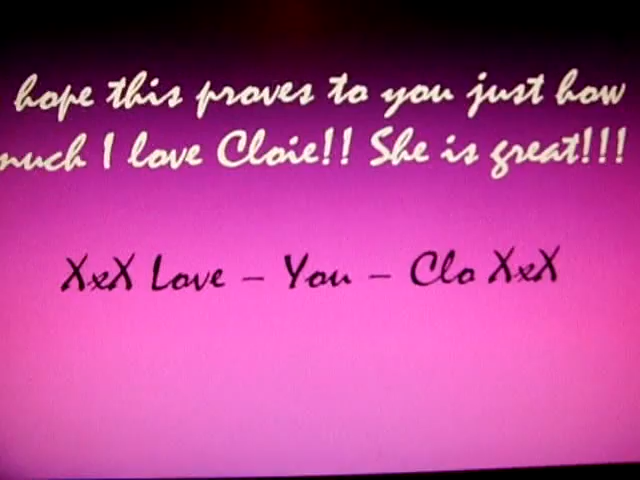 hope this proves to you just how
much I love Cloie!! She is great!!!
XxX Love - You - Clo XxX